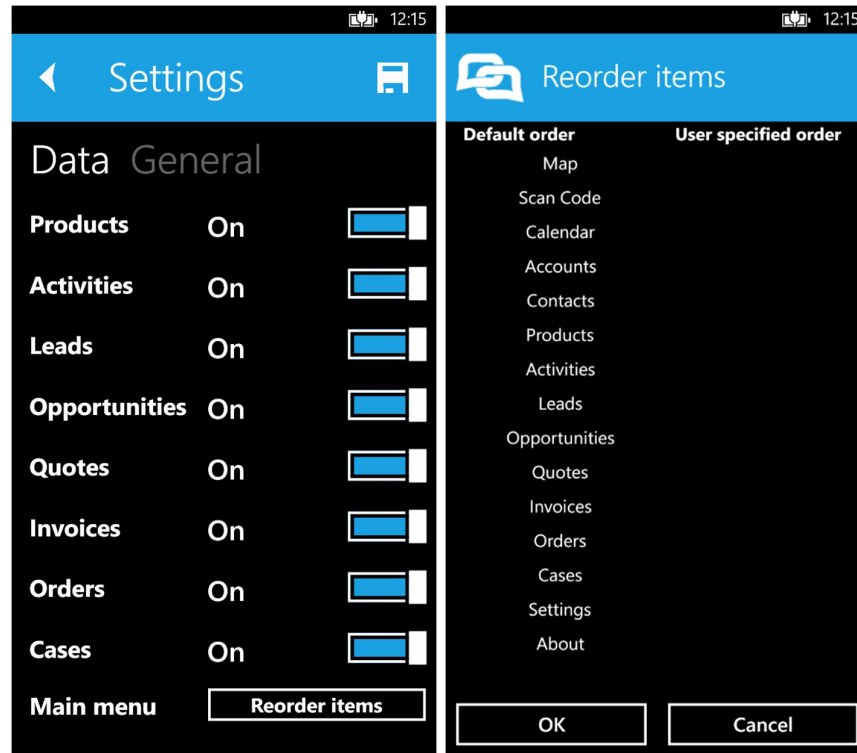 12:15
Settings
Data General
Products On
Activities On
Leads On
Opportunities On
Quotes On
Invoices On
Orders On
Cases On
Main menu Reorder items
12:15
Reorder items
Default order User specified order
Map
Scan Code
Calendar
Accounts
Contacts
Products
Activities
Leads
Opportunities
Quotes
Invoices
Orders
Cases
Settings
About
OK Cancel